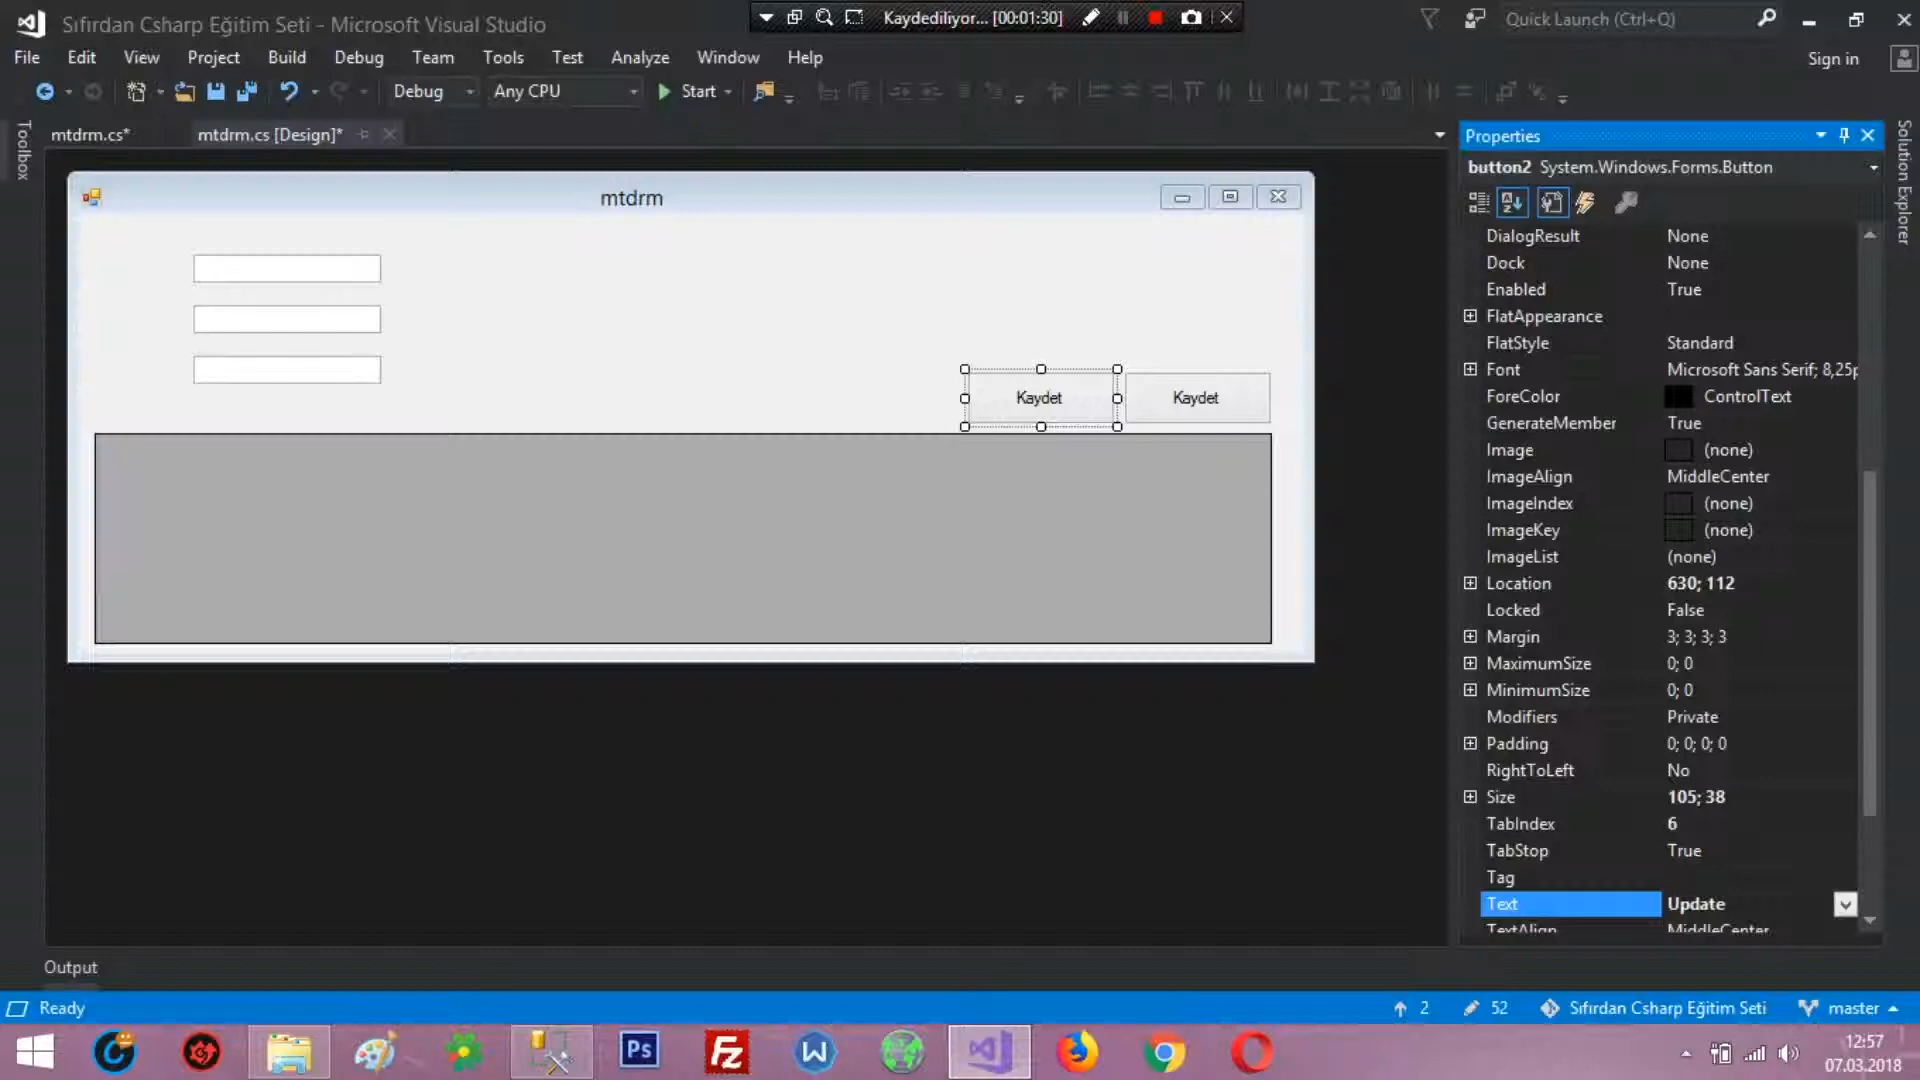 Sıfırdan Csharp Eğitim Seti - Microsoft Visual Studio
Kaydediliyor... [00:01:30]
Quick Launch (Ctrl+Q)
File Edit View Project Build Debug Team Tools Test Analyze Window Help
Sign in
Debug Any CPU Start
Toolbox
mtdrm.cs* mtdrm.cs [Design]*
mtdrm
Kaydet Kaydet
Properties
button2 System.Windows.Forms.Button
DialogResult None
Dock None
Enabled True
FlatAppearance
FlatStyle Standard
Font Microsoft Sans Serif; 8,25p
ForeColor ControlText
GenerateMember True
Image (none)
ImageAlign MiddleCenter
ImageIndex (none)
ImageKey (none)
ImageList (none)
Location 630; 112
Locked False
Margin 3; 3; 3; 3
MaximumSize 0; 0
MinimumSize 0; 0
Modifiers Private
Padding 0; 0; 0; 0
RightToLeft No
Size 105; 38
TabIndex 6
TabStop True
Tag
Text Update
TextAlign MiddleCenter
Solution Explorer
Output
Ready
2 52 Sıfırdan Csharp Eğitim Seti master
Ps Fz W
12:57
07.03.2018